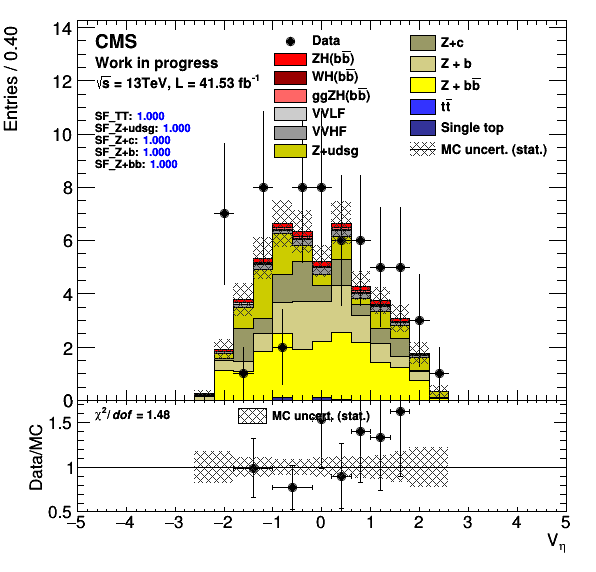 Entries / 0.40
14
12
10
8
6
4
2
0
CMS
Work in progress
√s = 13TeV, L = 41.53 fb⁻¹
SF_TT: 1.000
SF_Z+udsg: 1.000
SF_Z+c: 1.000
SF_Z+b: 1.000
SF_Z+bb: 1.000
Data
ZH(bb̅)
WH(bb̅)
ggZH(bb̅)
VVLF
VVHF
Z+udsg
Z+c
Z + b
Z + bb̅
tt̅
Single top
MC uncert. (stat.)
Data/MC
1.5
1
0.5
χ²/dof = 1.48
MC uncert. (stat.)
−5 −4 −3 −2 −1 0 1 2 3 4 5
V_η